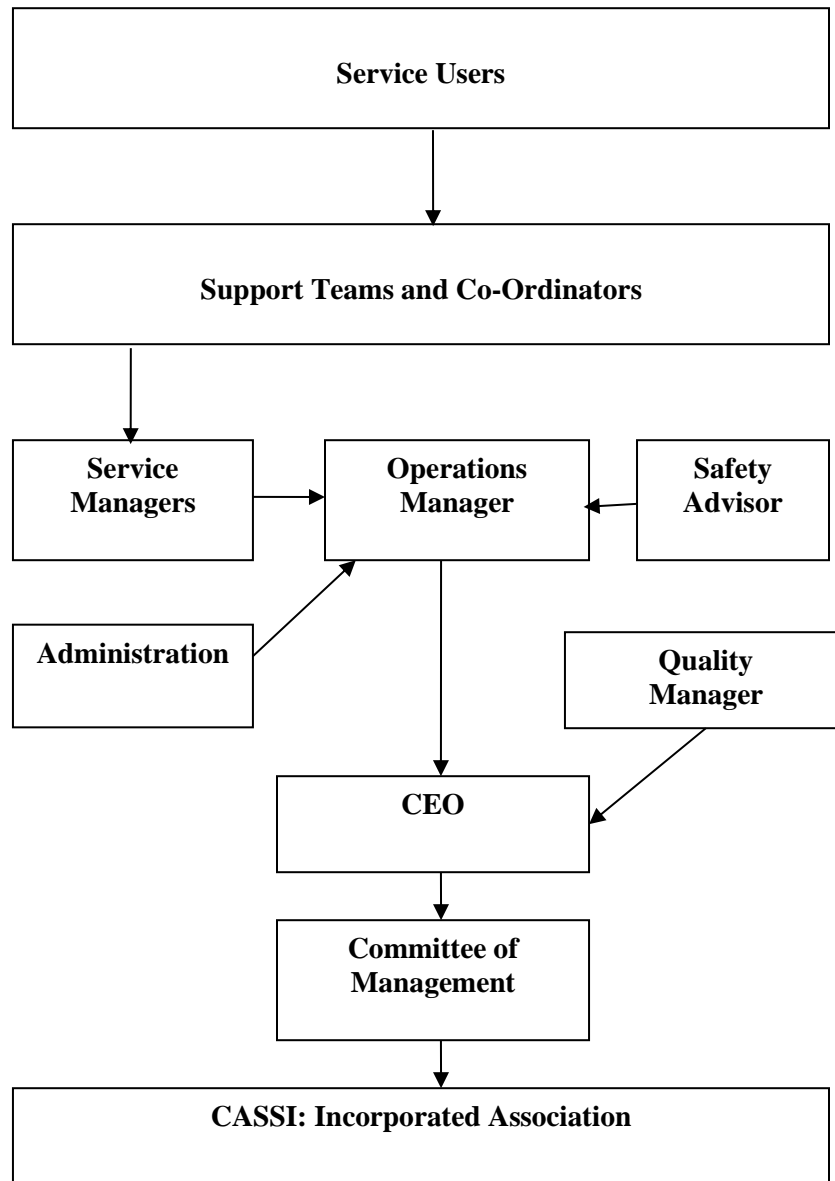 Service Users
Support Teams and Co-Ordinators
Service
Managers
Operations
Manager
Safety
Advisor
Administration
Quality
Manager
CEO
Committee of
Management
CASSI: Incorporated Association